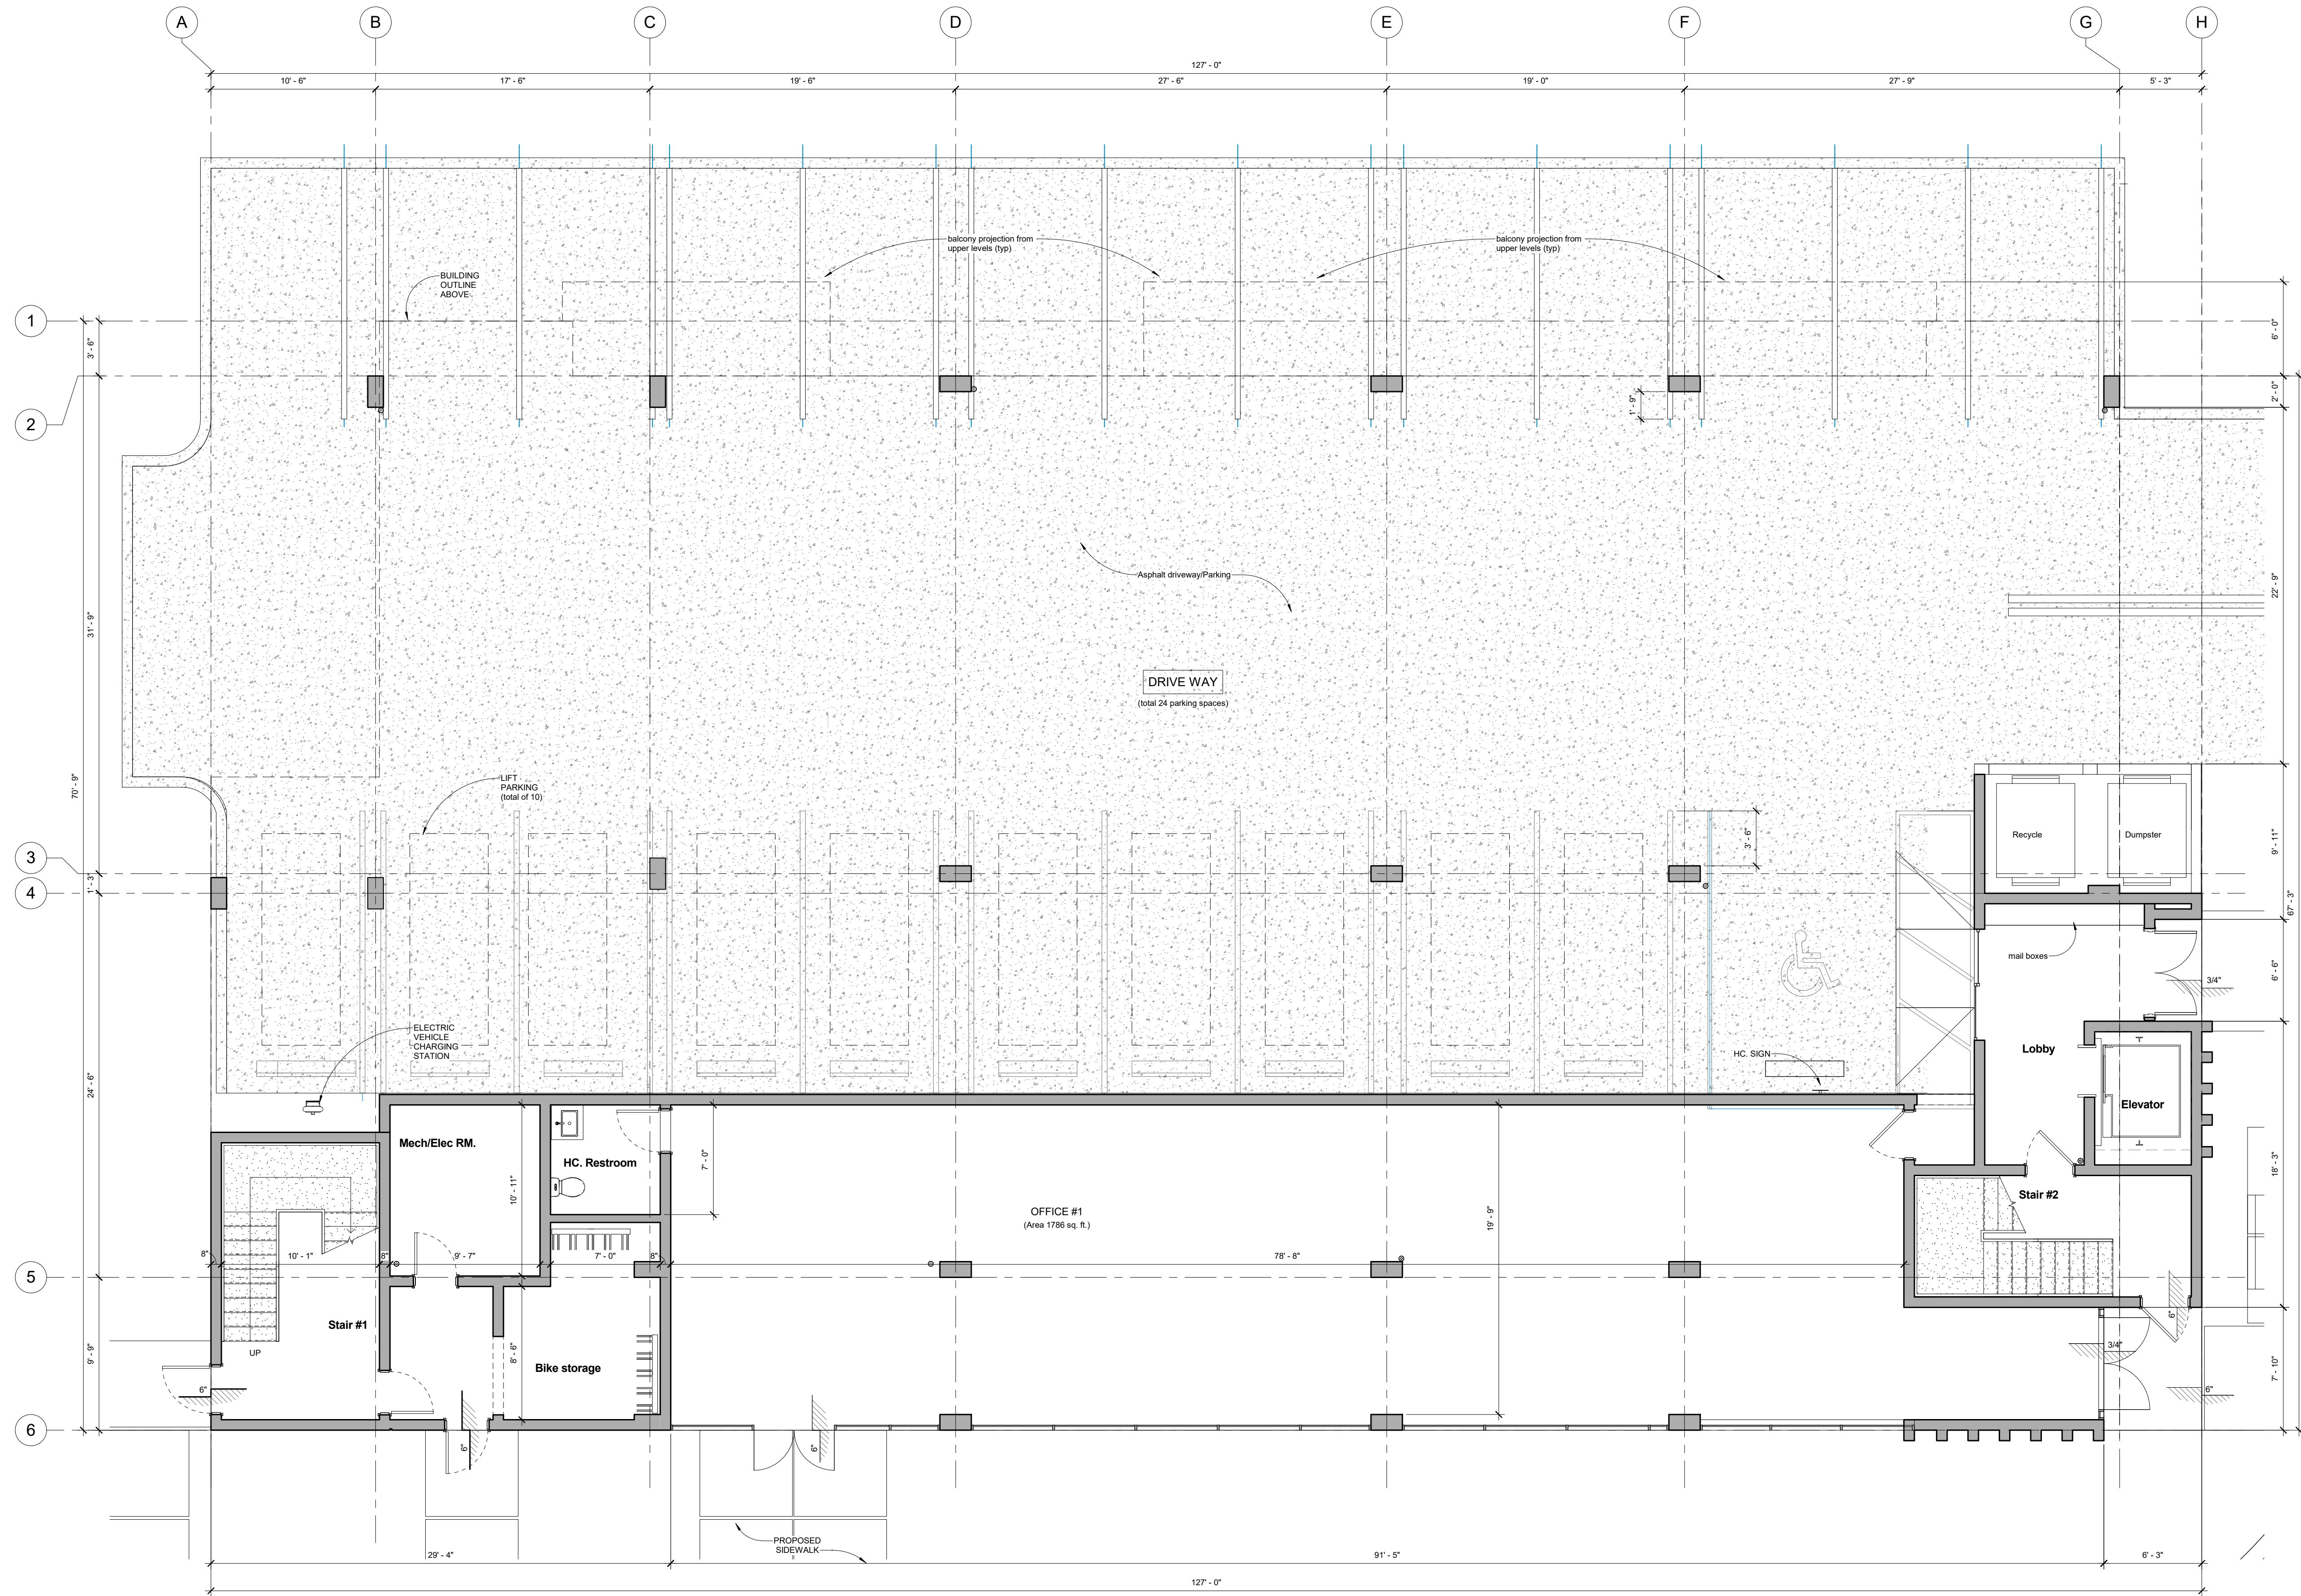 A
B
C
D
E
F
G
H
127' - 0"
10' - 6"
17' - 6"
19' - 6"
27' - 6"
19' - 0"
27' - 9"
5' - 3"
balcony projection from
upper levels (typ)
balcony projection from
upper levels (typ)
BUILDING
OUTLINE
ABOVE
1
3' - 6"
6' - 0"
2
2' - 0"
1' - 9"
Asphalt driveway/Parking
22' - 9"
31' - 9"
DRIVE WAY
(total 24 parking spaces)
70' - 9"
LIFT
PARKING
(total of 10)
Recycle
Dumpster
9' - 11"
3' - 6"
3
1' - 3"
4
67' - 3"
mail boxes
6' - 6"
3/4"
ELECTRIC
VEHICLE
CHARGING
STATION
HC. SIGN
Lobby
24' - 6"
Elevator
Mech/Elec RM.
HC. Restroom
7' - 0"
10' - 11"
18' - 3"
Stair #2
OFFICE #1
(Area 1786 sq. ft.)
19' - 9"
8"
10' - 1"
8"
9' - 7"
7' - 0"
8"
78' - 8"
5
6"
Stair #1
UP
9' - 9"
8' - 6"
Bike storage
3/4"
7' - 10"
6"
6"
6
6"
6"
PROPOSED
SIDEWALK
29' - 4"
91' - 5"
6' - 3"
127' - 0"